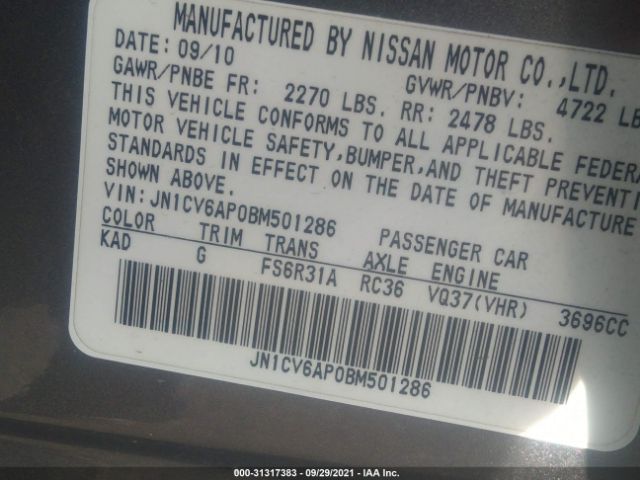 MANUFACTURED BY NISSAN MOTOR CO.,LTD.
DATE: 09/10 GVWR/PNBV: 4722 LB
GAWR/PNBE FR: 2270 LBS. RR: 2478 LBS.
THIS VEHICLE CONFORMS TO ALL APPLICABLE FEDERA
MOTOR VEHICLE SAFETY,BUMPER,AND THEFT PREVENTI
STANDARDS IN EFFECT ON THE DATE OF MANUFACTURE
SHOWN ABOVE.
VIN: JN1CV6AP0BM501286 PASSENGER CAR
COLOR TRIM TRANS AXLE ENGINE
KAD G FS6R31A RC36 VQ37(VHR) 3696CC
JN1CV6AP0BM501286
000-31317383 - 09/29/2021 - IAA Inc.